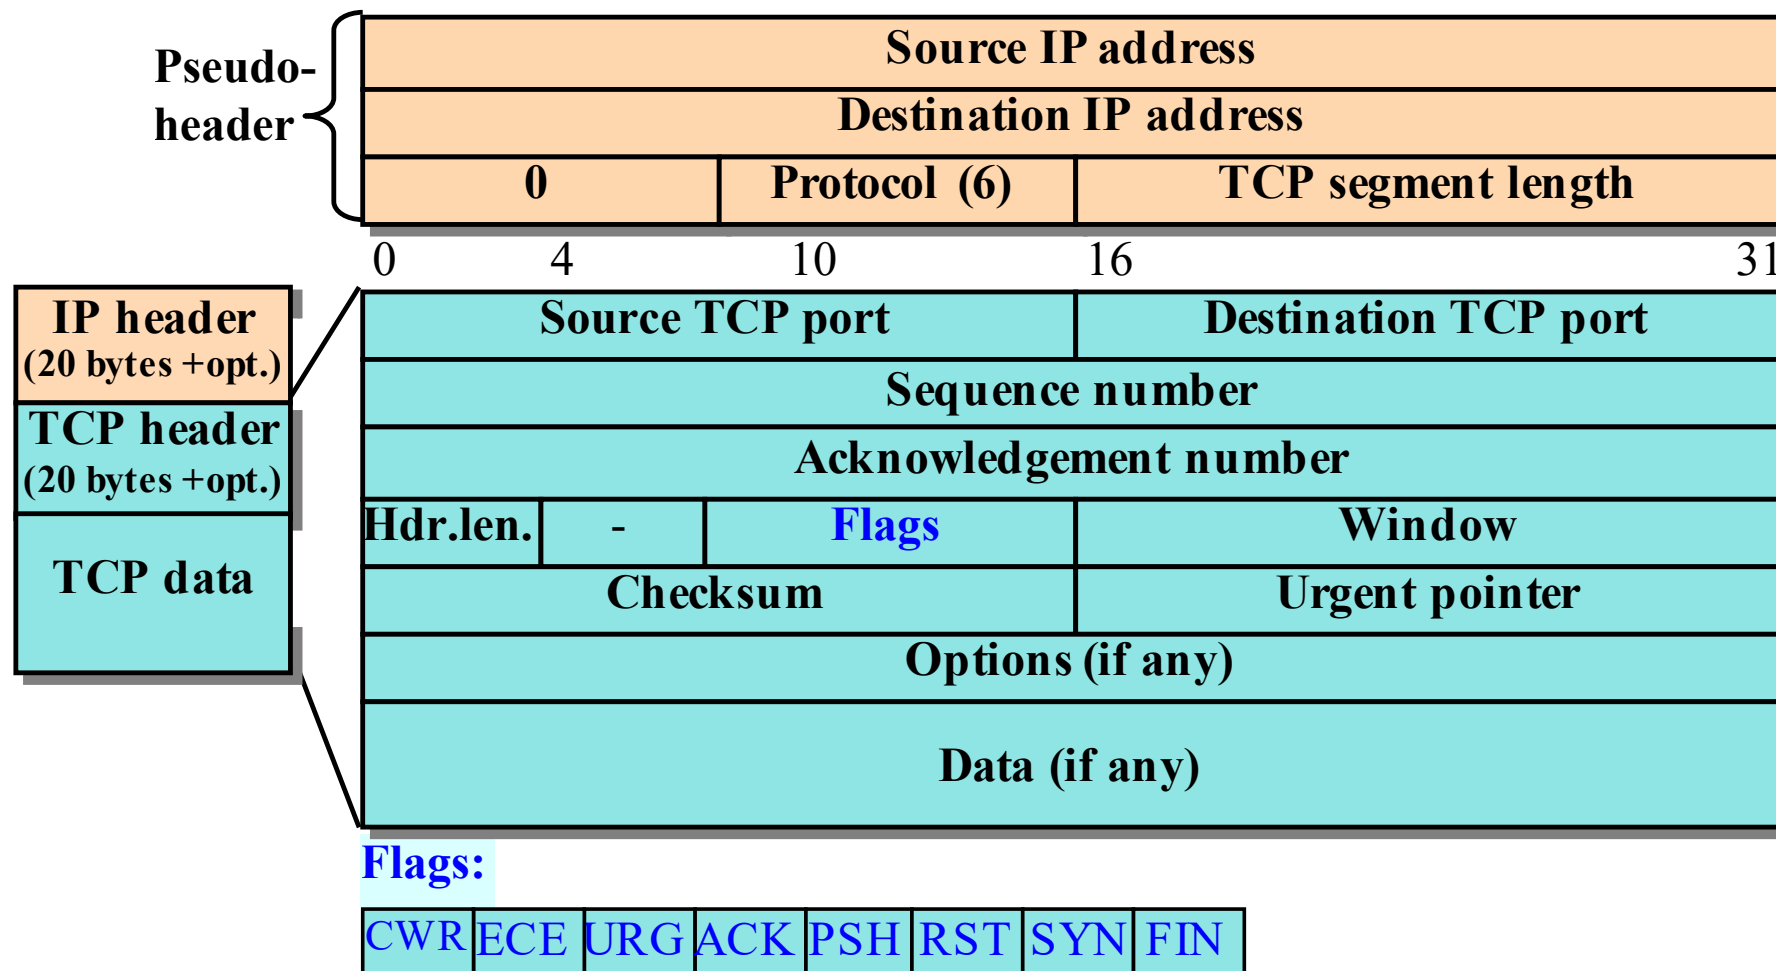 Source IP address
Pseudo-
header
Destination IP address
0 Protocol (6) TCP segment length
0 4 10 16 31
IP header
(20 bytes +opt.)
TCP header
(20 bytes +opt.)
TCP data
Source TCP port Destination TCP port
Sequence number
Acknowledgement number
Hdr.len. - Flags Window
Checksum Urgent pointer
Options (if any)
Data (if any)
Flags:
CWR ECE URG ACK PSH RST SYN FIN